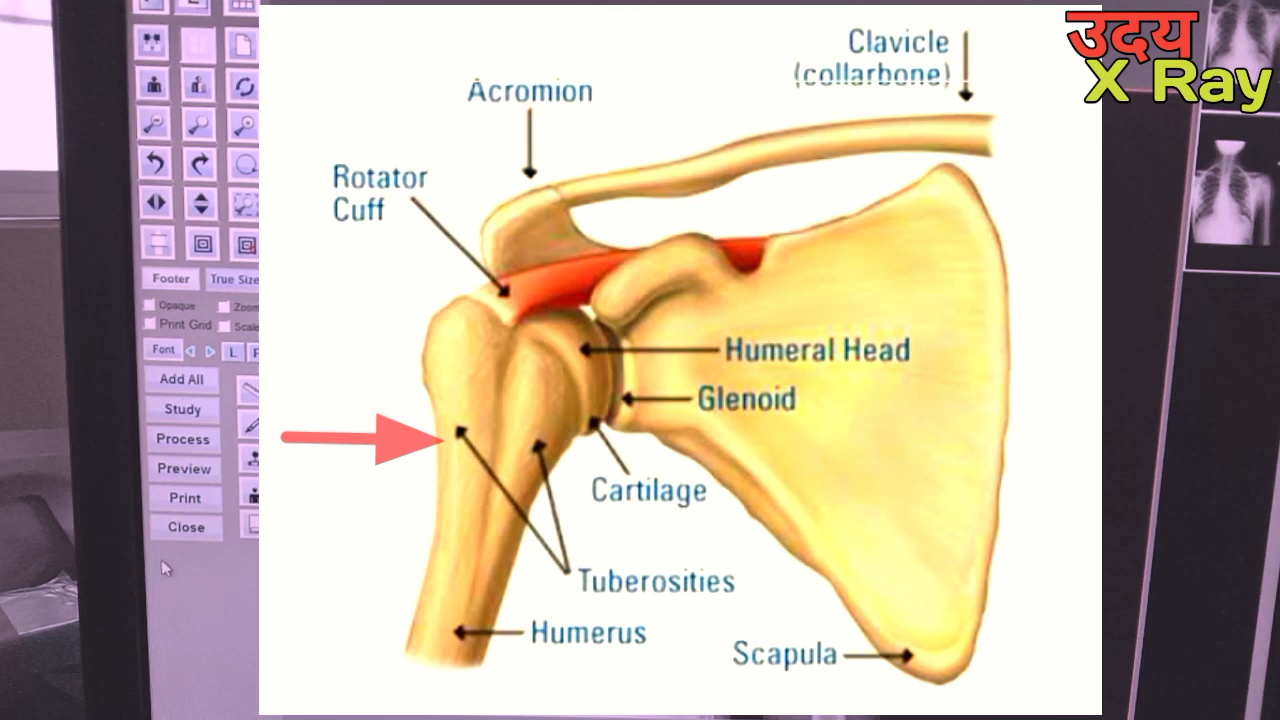 उदय
X Ray
Clavicle
(collarbone)
Acromion
Rotator
Cuff
Humeral Head
Glenoid
Cartilage
Tuberosities
Humerus
Scapula
Footer
True Size
Opaque
Zoom
Print Grid
Font
L
Add All
Study
Process
Preview
Print
Close